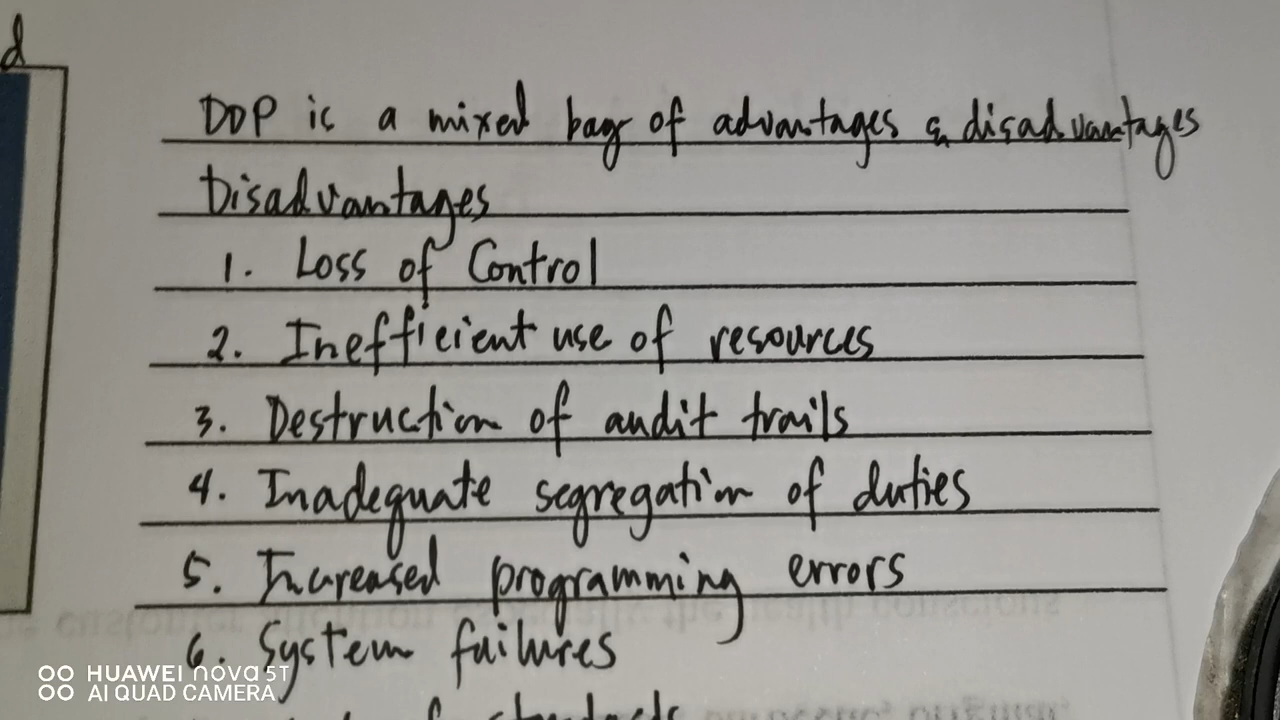 d
DDP is a mixed bag of advantages & disadvantages
Disadvantages
1. Loss of Control
2. Inefficient use of resources
3. Destruction of audit trails
4. Inadequate segregation of duties
5. Increased programming errors
6. System failures
of standards
HUAWEI nova 5T
AI QUAD CAMERA